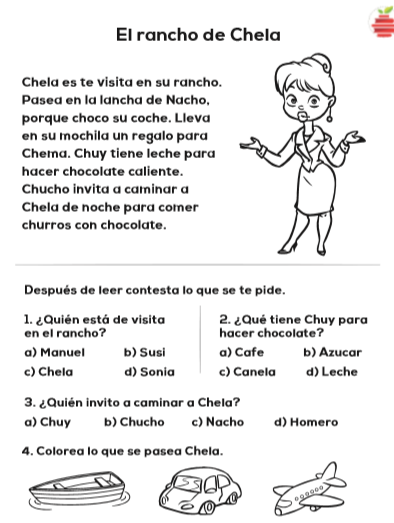 El rancho de Chela
Chela es te visita en su rancho.
Pasea en la lancha de Nacho,
porque choco su coche. Lleva
en su mochila un regalo para
Chema. Chuy tiene leche para
hacer chocolate caliente.
Chucho invita a caminar a
Chela de noche para comer
churros con chocolate.
Después de leer contesta lo que se te pide.
1. ¿Quién está de visita
en el rancho?
a) Manuel b) Susi
c) Chela d) Sonia
2. ¿Qué tiene Chuy para
hacer chocolate?
a) Cafe b) Azucar
c) Canela d) Leche
3. ¿Quién invito a caminar a Chela?
a) Chuy b) Chucho c) Nacho d) Homero
4. Colorea lo que se pasea Chela.